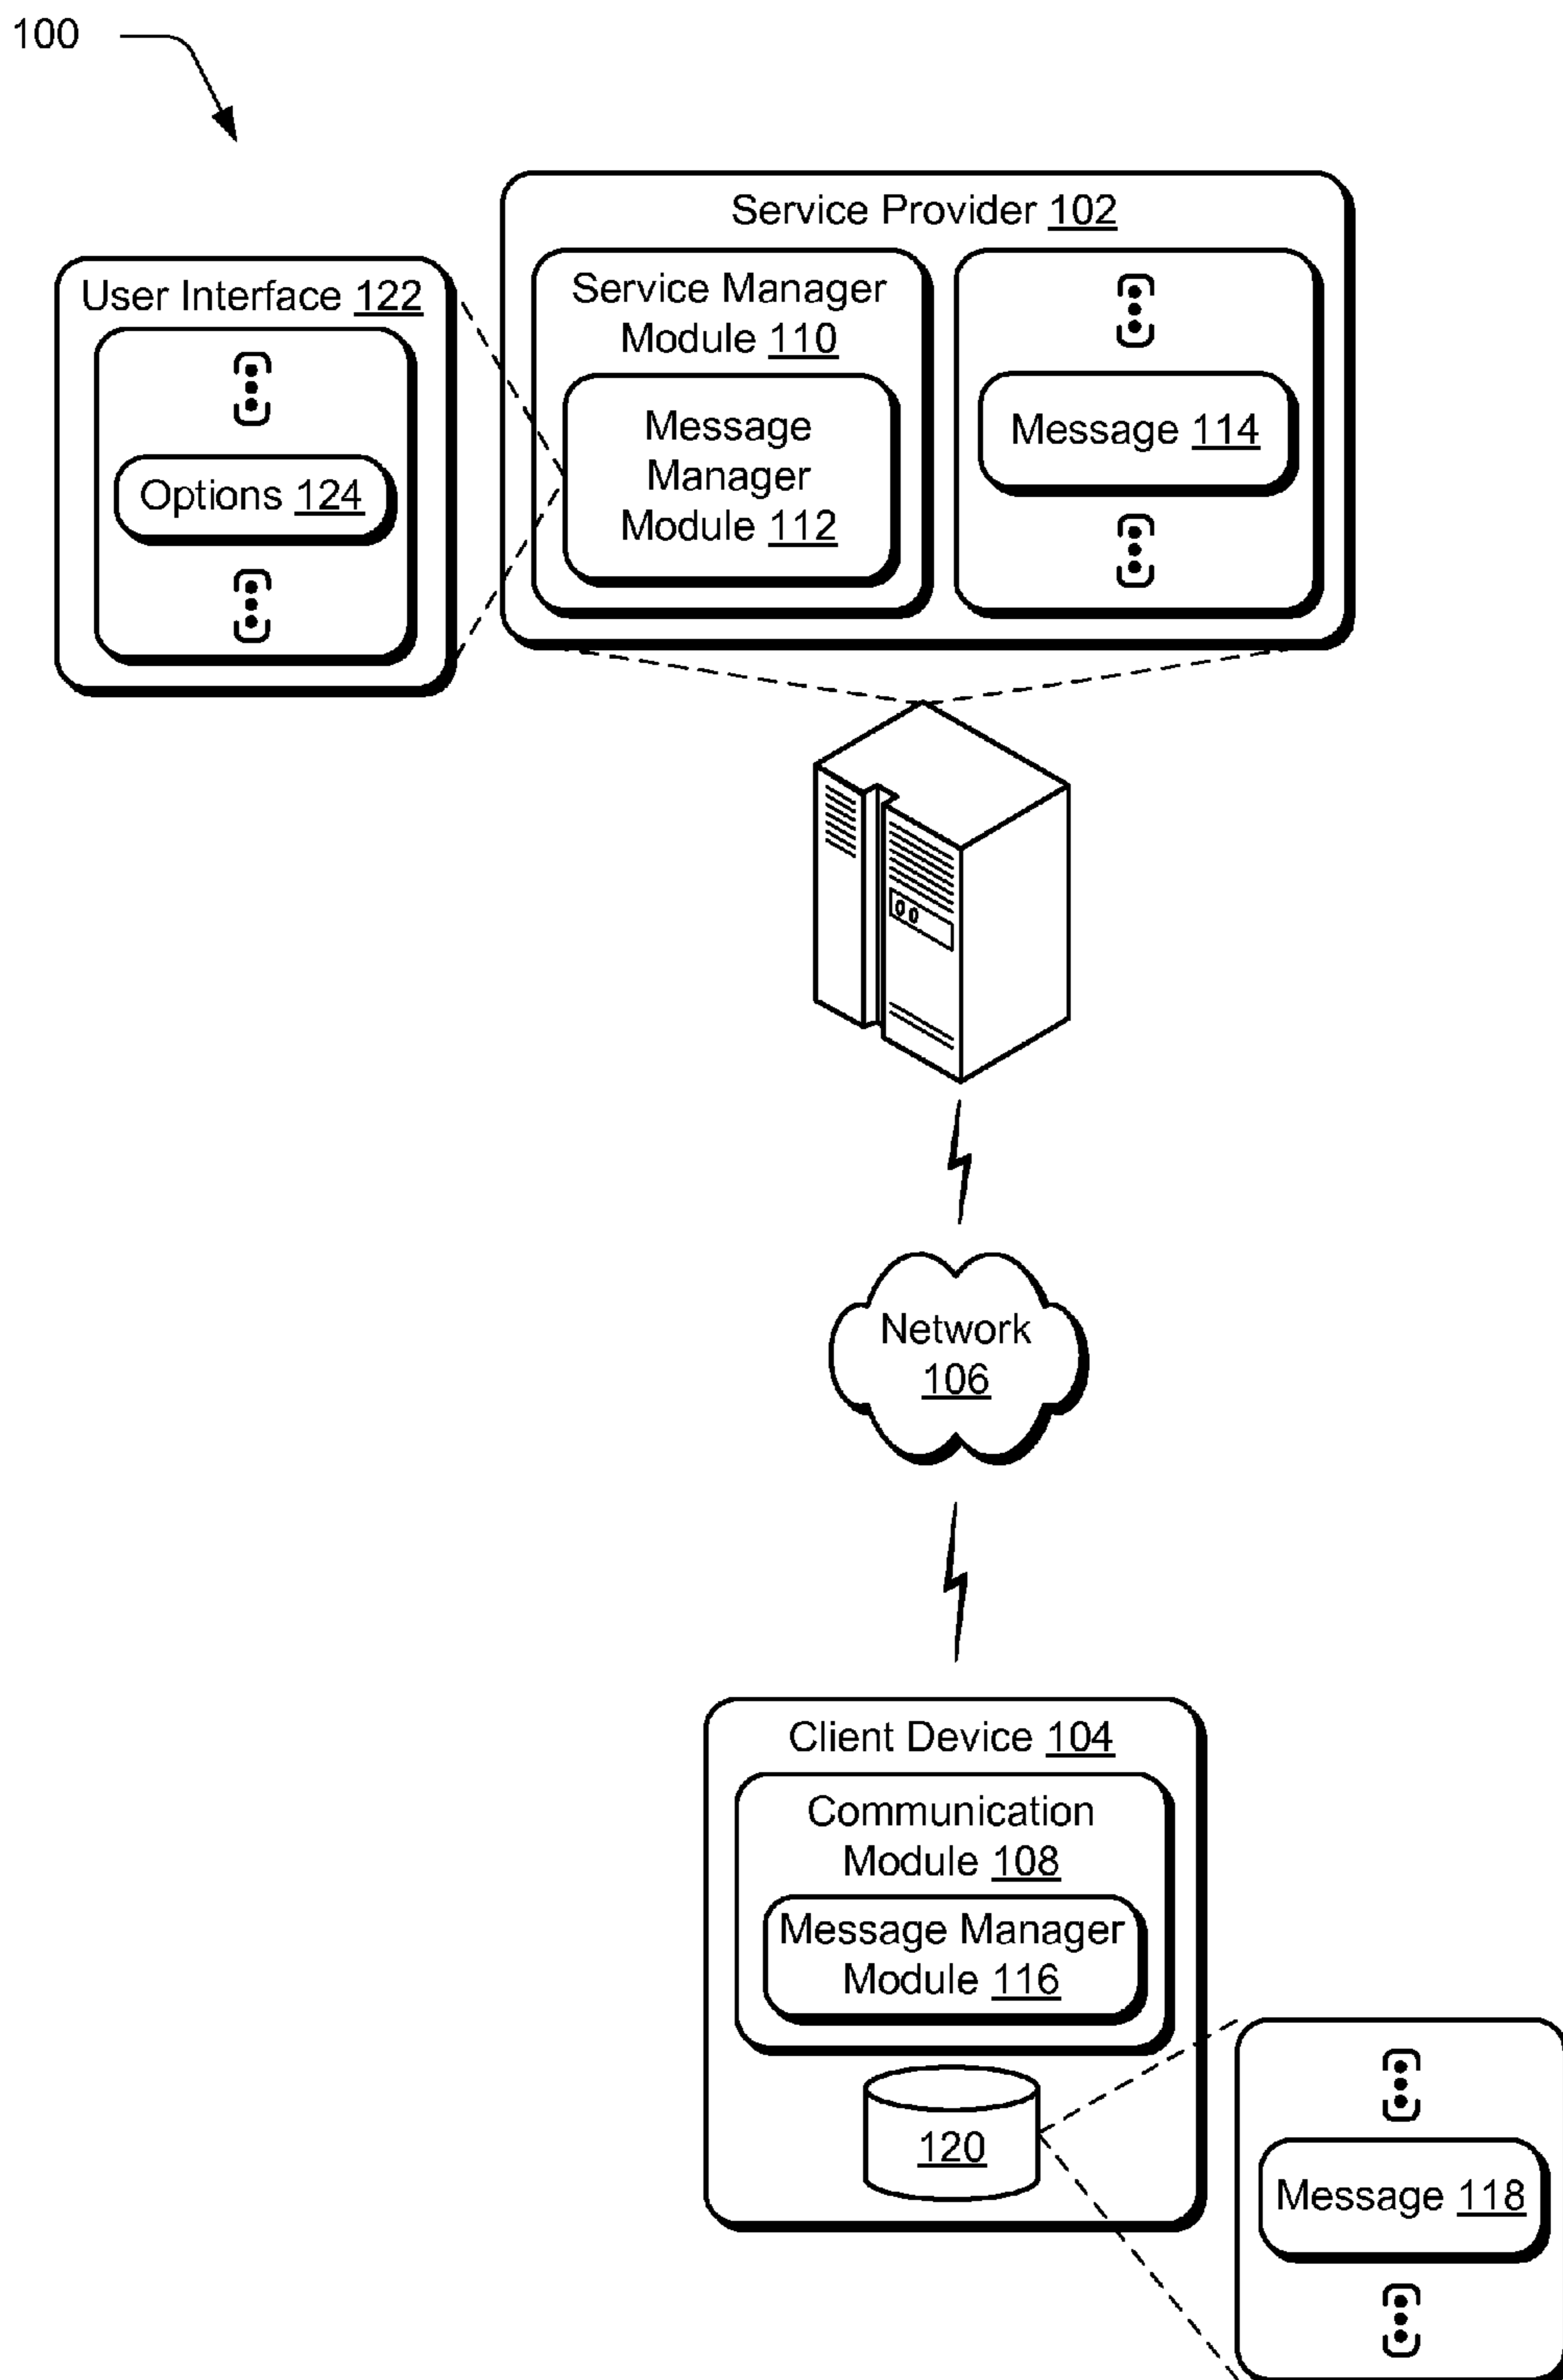 100
Service Provider 102
User Interface 122
Options 124
Service Manager
Module 110
Message
Manager
Module 112
Message 114
Network
106
Client Device 104
Communication
Module 108
Message Manager
Module 116
120
Message 118